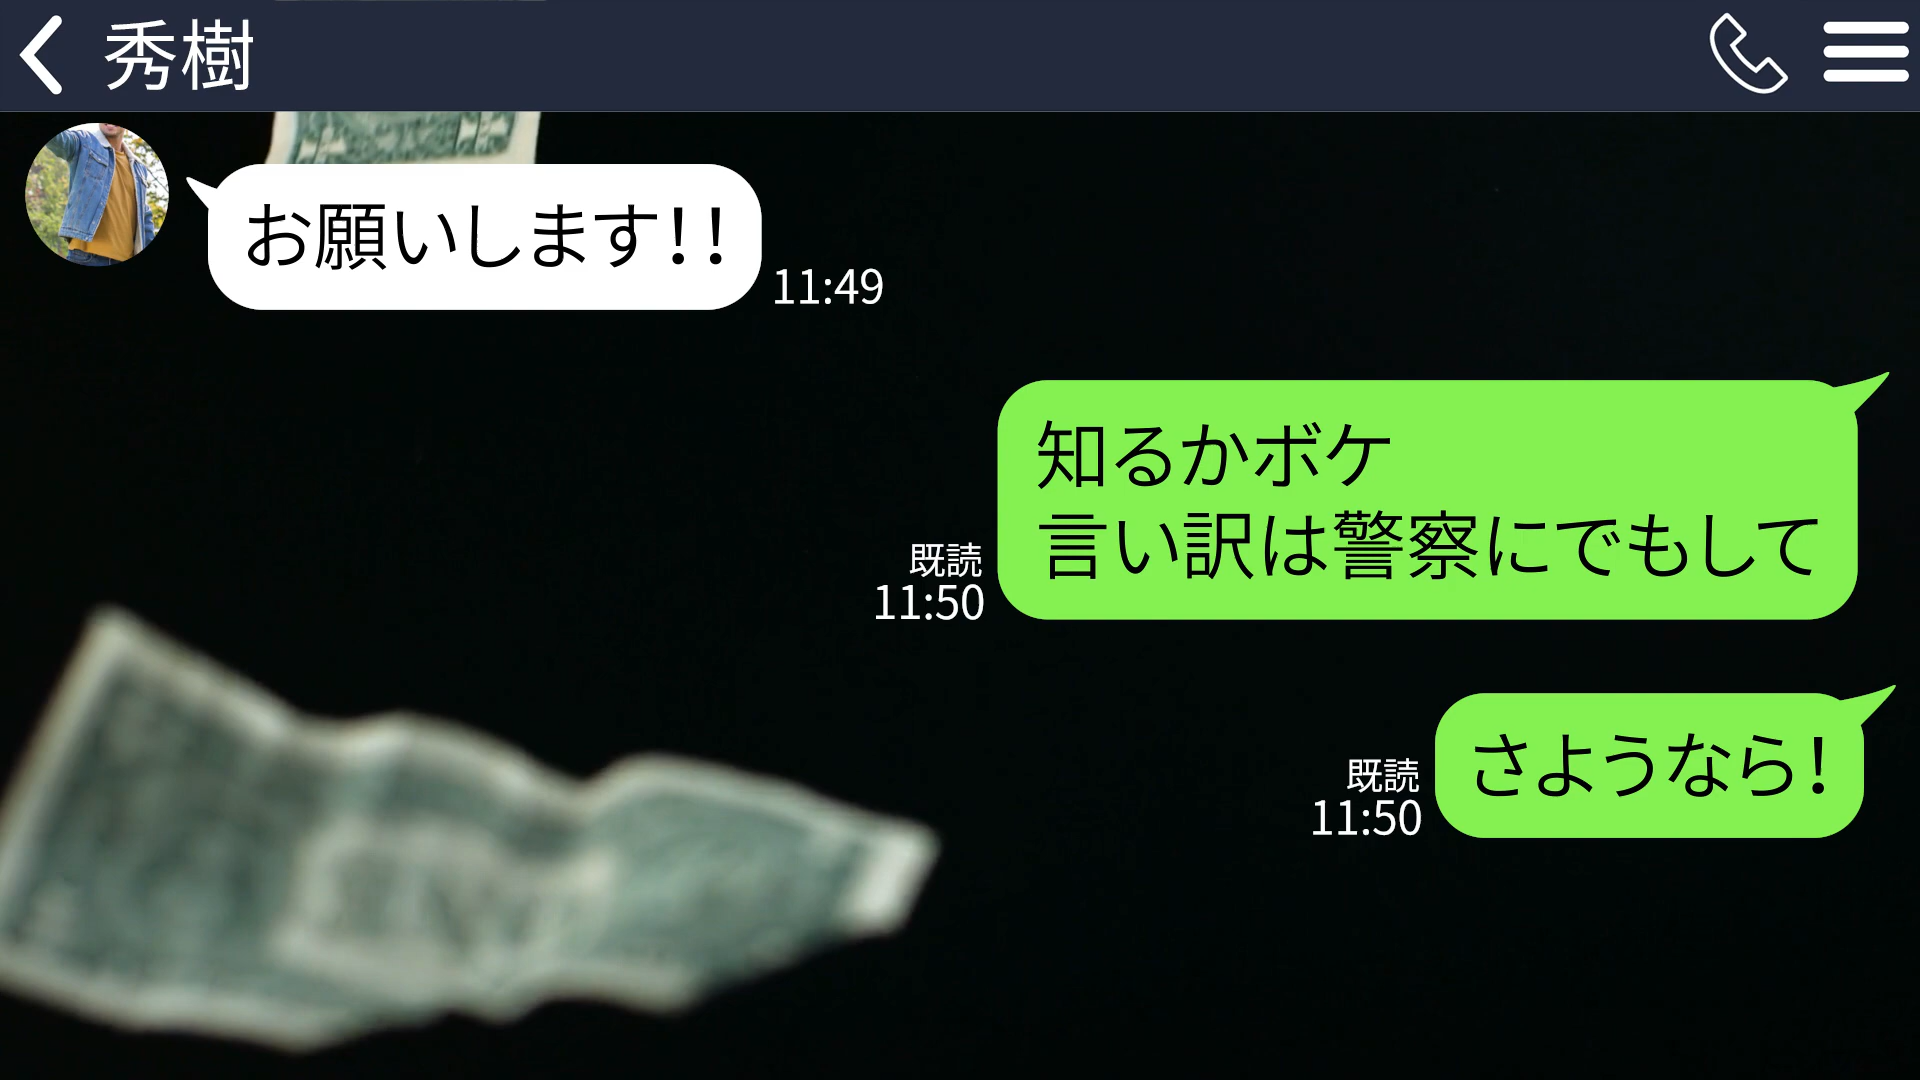 秀樹
お願いします！！
11:49
知るかボケ
言い訳は警察にでもして
既読
11:50
さようなら！
既読
11:50